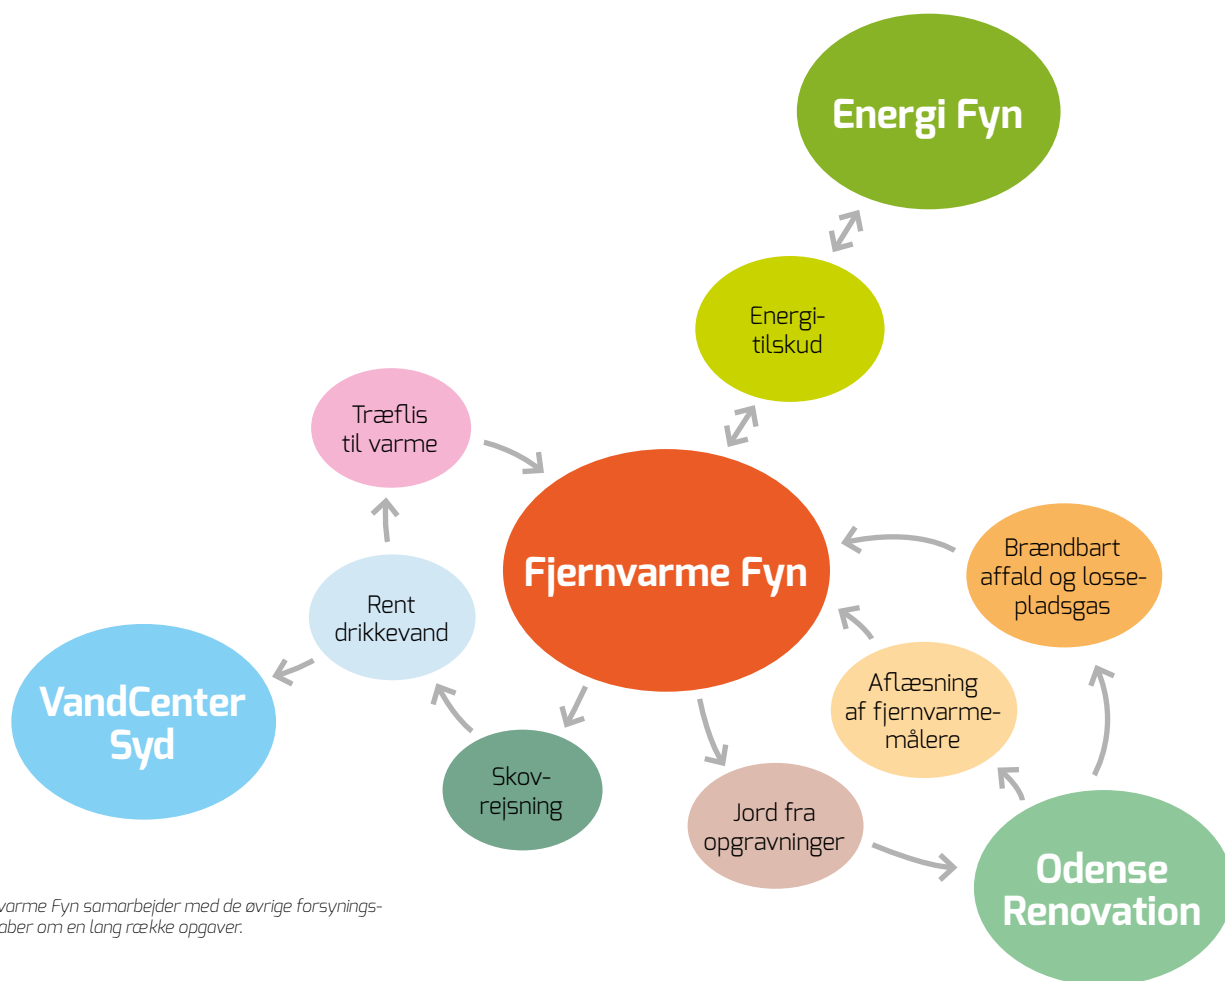 Energi Fyn
Energi-
tilskud
Træflis
til varme
Fjernvarme Fyn
Brændbart
affald og losse-
pladsgas
Rent
drikkevand
Aflæsning
af fjernvarme-
målere
VandCenter
Syd
Skov-
rejsning
Jord fra
opgravninger
Odense
Renovation
varme Fyn samarbejder med de øvrige forsynings-
aber om en lang række opgaver.